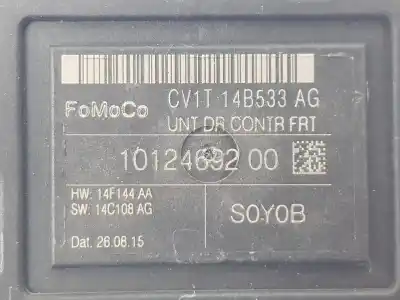 FoMoCo CV1T 14B533 AG
UNT DR CONTR FRT
10124692 00
HW: 14F144 AA
SW: 14C108 AG
Dat. 26.08.15
S0Y0B